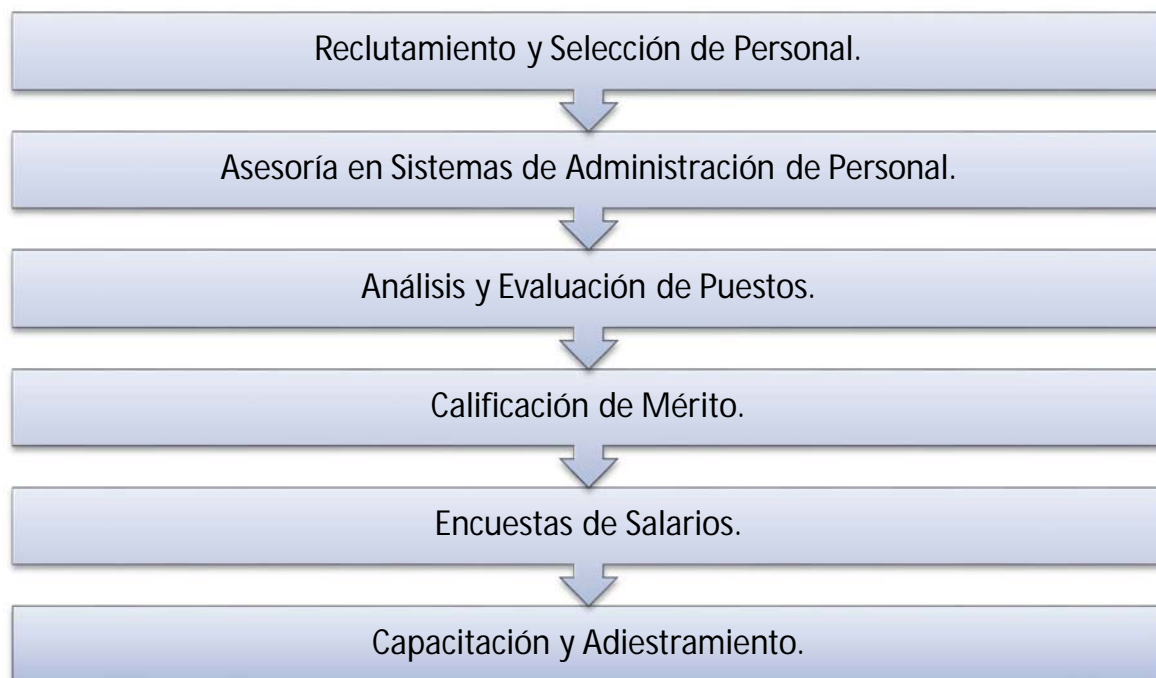 Reclutamiento y Selección de Personal.
Asesoría en Sistemas de Administración de Personal.
Análisis y Evaluación de Puestos.
Calificación de Mérito.
Encuestas de Salarios.
Capacitación y Adiestramiento.